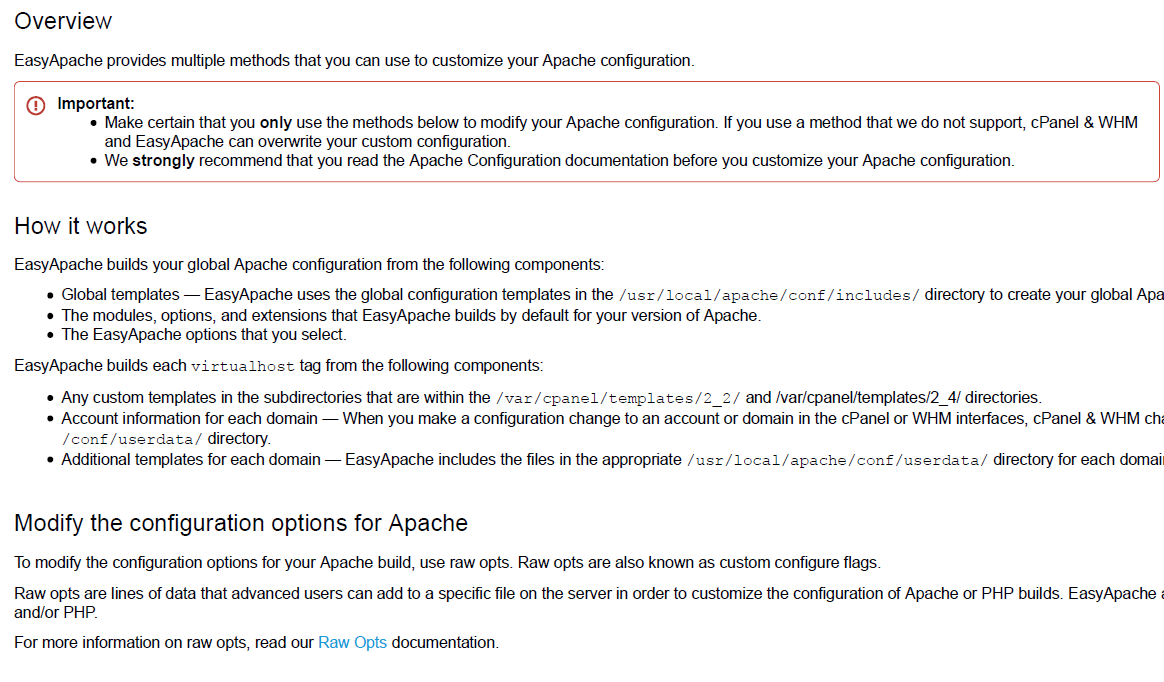 Overview
EasyApache provides multiple methods that you can use to customize your Apache configuration.
Important:
• Make certain that you only use the methods below to modify your Apache configuration. If you use a method that we do not support, cPanel & WHM
and EasyApache can overwrite your custom configuration.
• We strongly recommend that you read the Apache Configuration documentation before you customize your Apache configuration.
How it works
EasyApache builds your global Apache configuration from the following components:
• Global templates — EasyApache uses the global configuration templates in the /usr/local/apache/conf/includes/ directory to create your global Apa
• The modules, options, and extensions that EasyApache builds by default for your version of Apache.
• The EasyApache options that you select.
EasyApache builds each virtualhost tag from the following components:
• Any custom templates in the subdirectories that are within the /var/cpanel/templates/2_2/ and /var/cpanel/templates/2_4/ directories.
• Account information for each domain — When you make a configuration change to an account or domain in the cPanel or WHM interfaces, cPanel & WHM cha
/conf/userdata/ directory.
• Additional templates for each domain — EasyApache includes the files in the appropriate /usr/local/apache/conf/userdata/ directory for each domai
Modify the configuration options for Apache
To modify the configuration options for your Apache build, use raw opts. Raw opts are also known as custom configure flags.
Raw opts are lines of data that advanced users can add to a specific file on the server in order to customize the configuration of Apache or PHP builds. EasyApache a
and/or PHP.
For more information on raw opts, read our Raw Opts documentation.